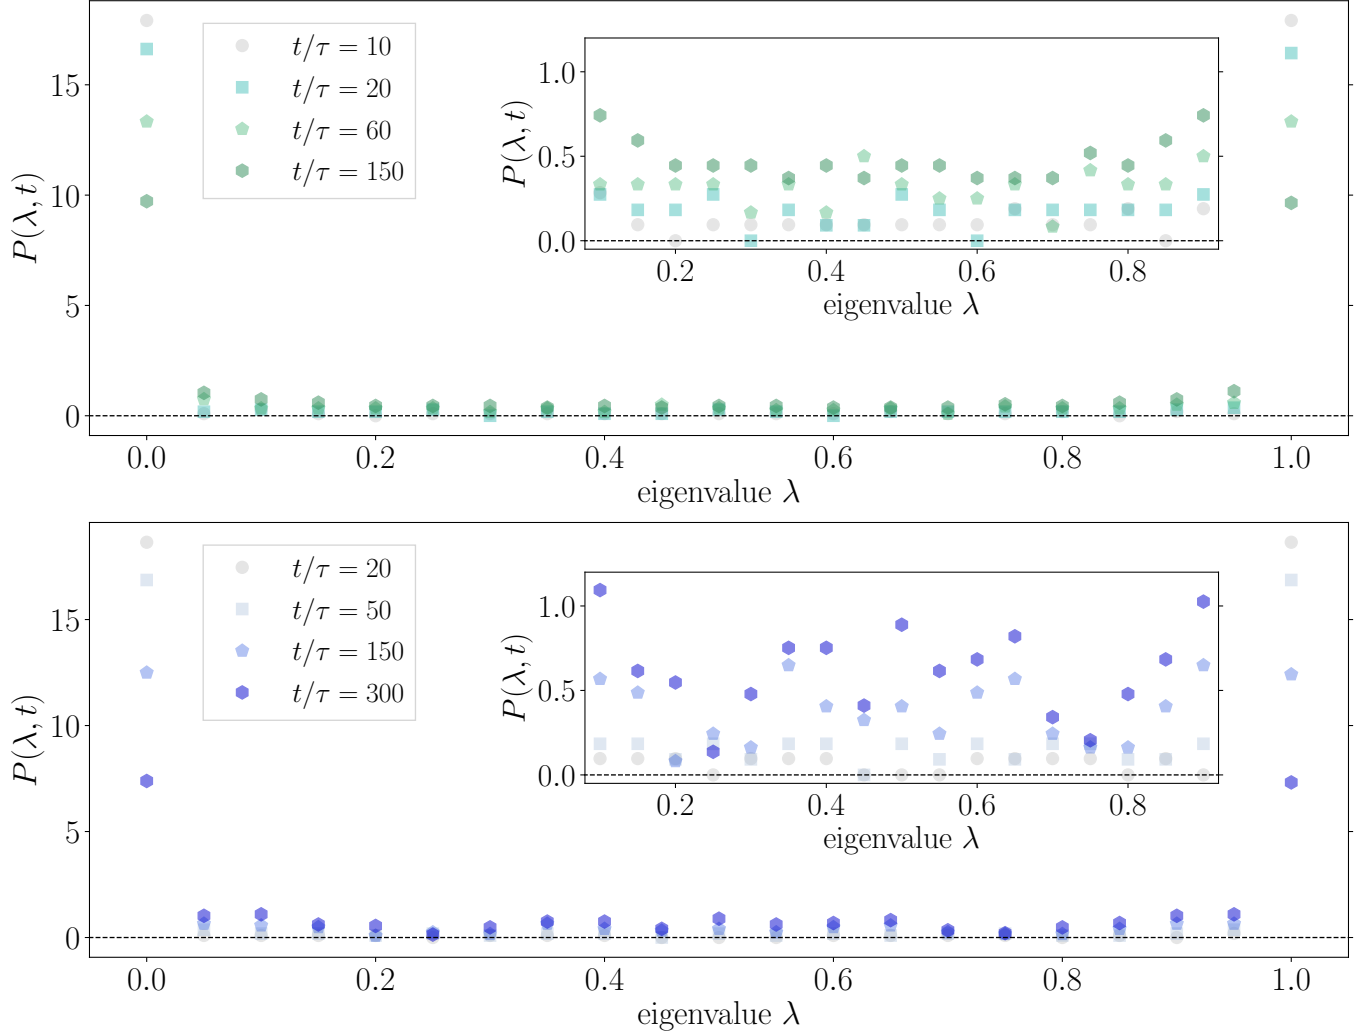 P(λ, t)
15
10
5
0
t/τ = 10
t/τ = 20
t/τ = 60
t/τ = 150
P(λ, t)
1.0
0.5
0.0
0.2 0.4 0.6 0.8
eigenvalue λ
0.0 0.2 0.4 0.6 0.8 1.0
eigenvalue λ
P(λ, t)
15
10
5
0
t/τ = 20
t/τ = 50
t/τ = 150
t/τ = 300
P(λ, t)
1.0
0.5
0.0
0.2 0.4 0.6 0.8
eigenvalue λ
0.0 0.2 0.4 0.6 0.8 1.0
eigenvalue λ